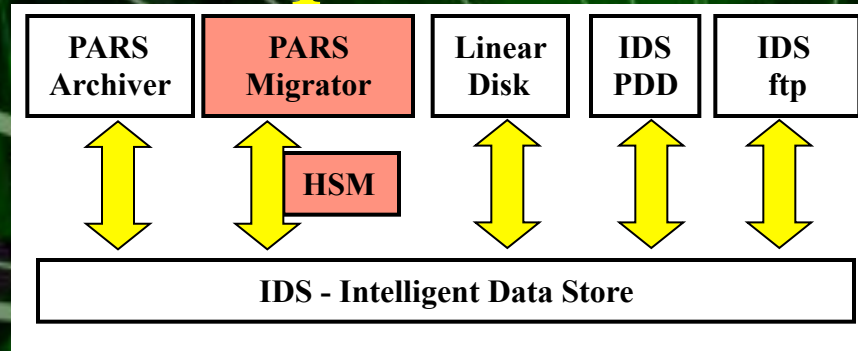 PARS
Archiver
PARS
Migrator
Linear
Disk
IDS
PDD
IDS
ftp
HSM
IDS - Intelligent Data Store